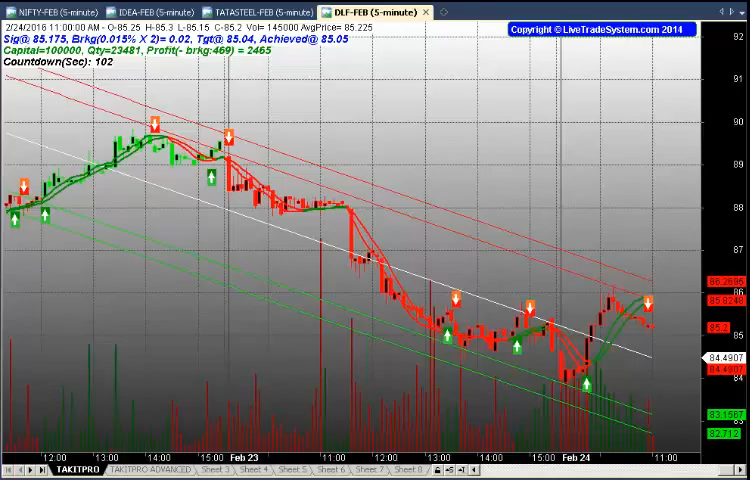 NIFTY-FEB (5-minute) IDEA-FEB (5-minute) TATASTEEL-FEB (5-minute) DLF-FEB (5-minute)
2/24/2016 11:00:00 AM - O=85.25 H=85.3 L=85.15 C=85.2 Vol= 145000 AvgPrice= 85.225
Copyright © LiveTradeSystem.com 2014
Sig@ 85.175, Brkg(0.015% X 2)= 0.02, Tgt@ 85.04, Achieved@ 85.05
Capital=100000, Qty=23481, Profit(- brkg:469) = 2465
Countdown(Sec): 102
92
91
90
89
88
87
86.2695
86
85.8248
85.2
84.4907
84.4907
84
83.1567
83
82.712
12:00 13:00 14:00 15:00 Feb 23 11:00 12:00 13:00 14:00 15:00 Feb 24 11:00
TAKITPRO TAKITPRO ADVANCED Sheet 3 Sheet 4 Sheet 5 Sheet 6 Sheet 7 Sheet 8